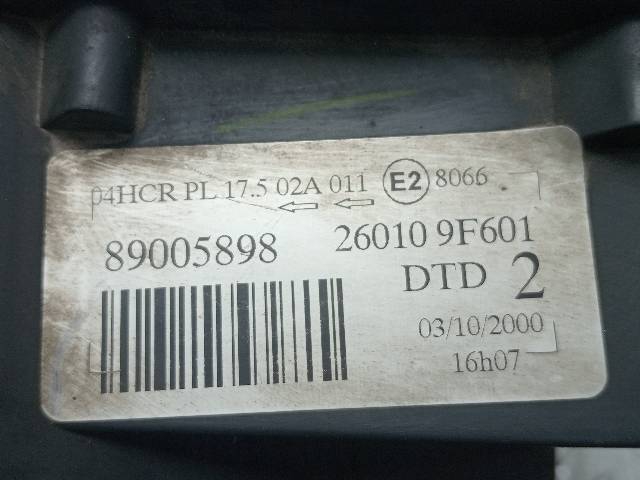 04HCR PL 17.5 02A 011 E2 8066
89005898 26010 9F601
DTD 2
03/10/2000
16h07